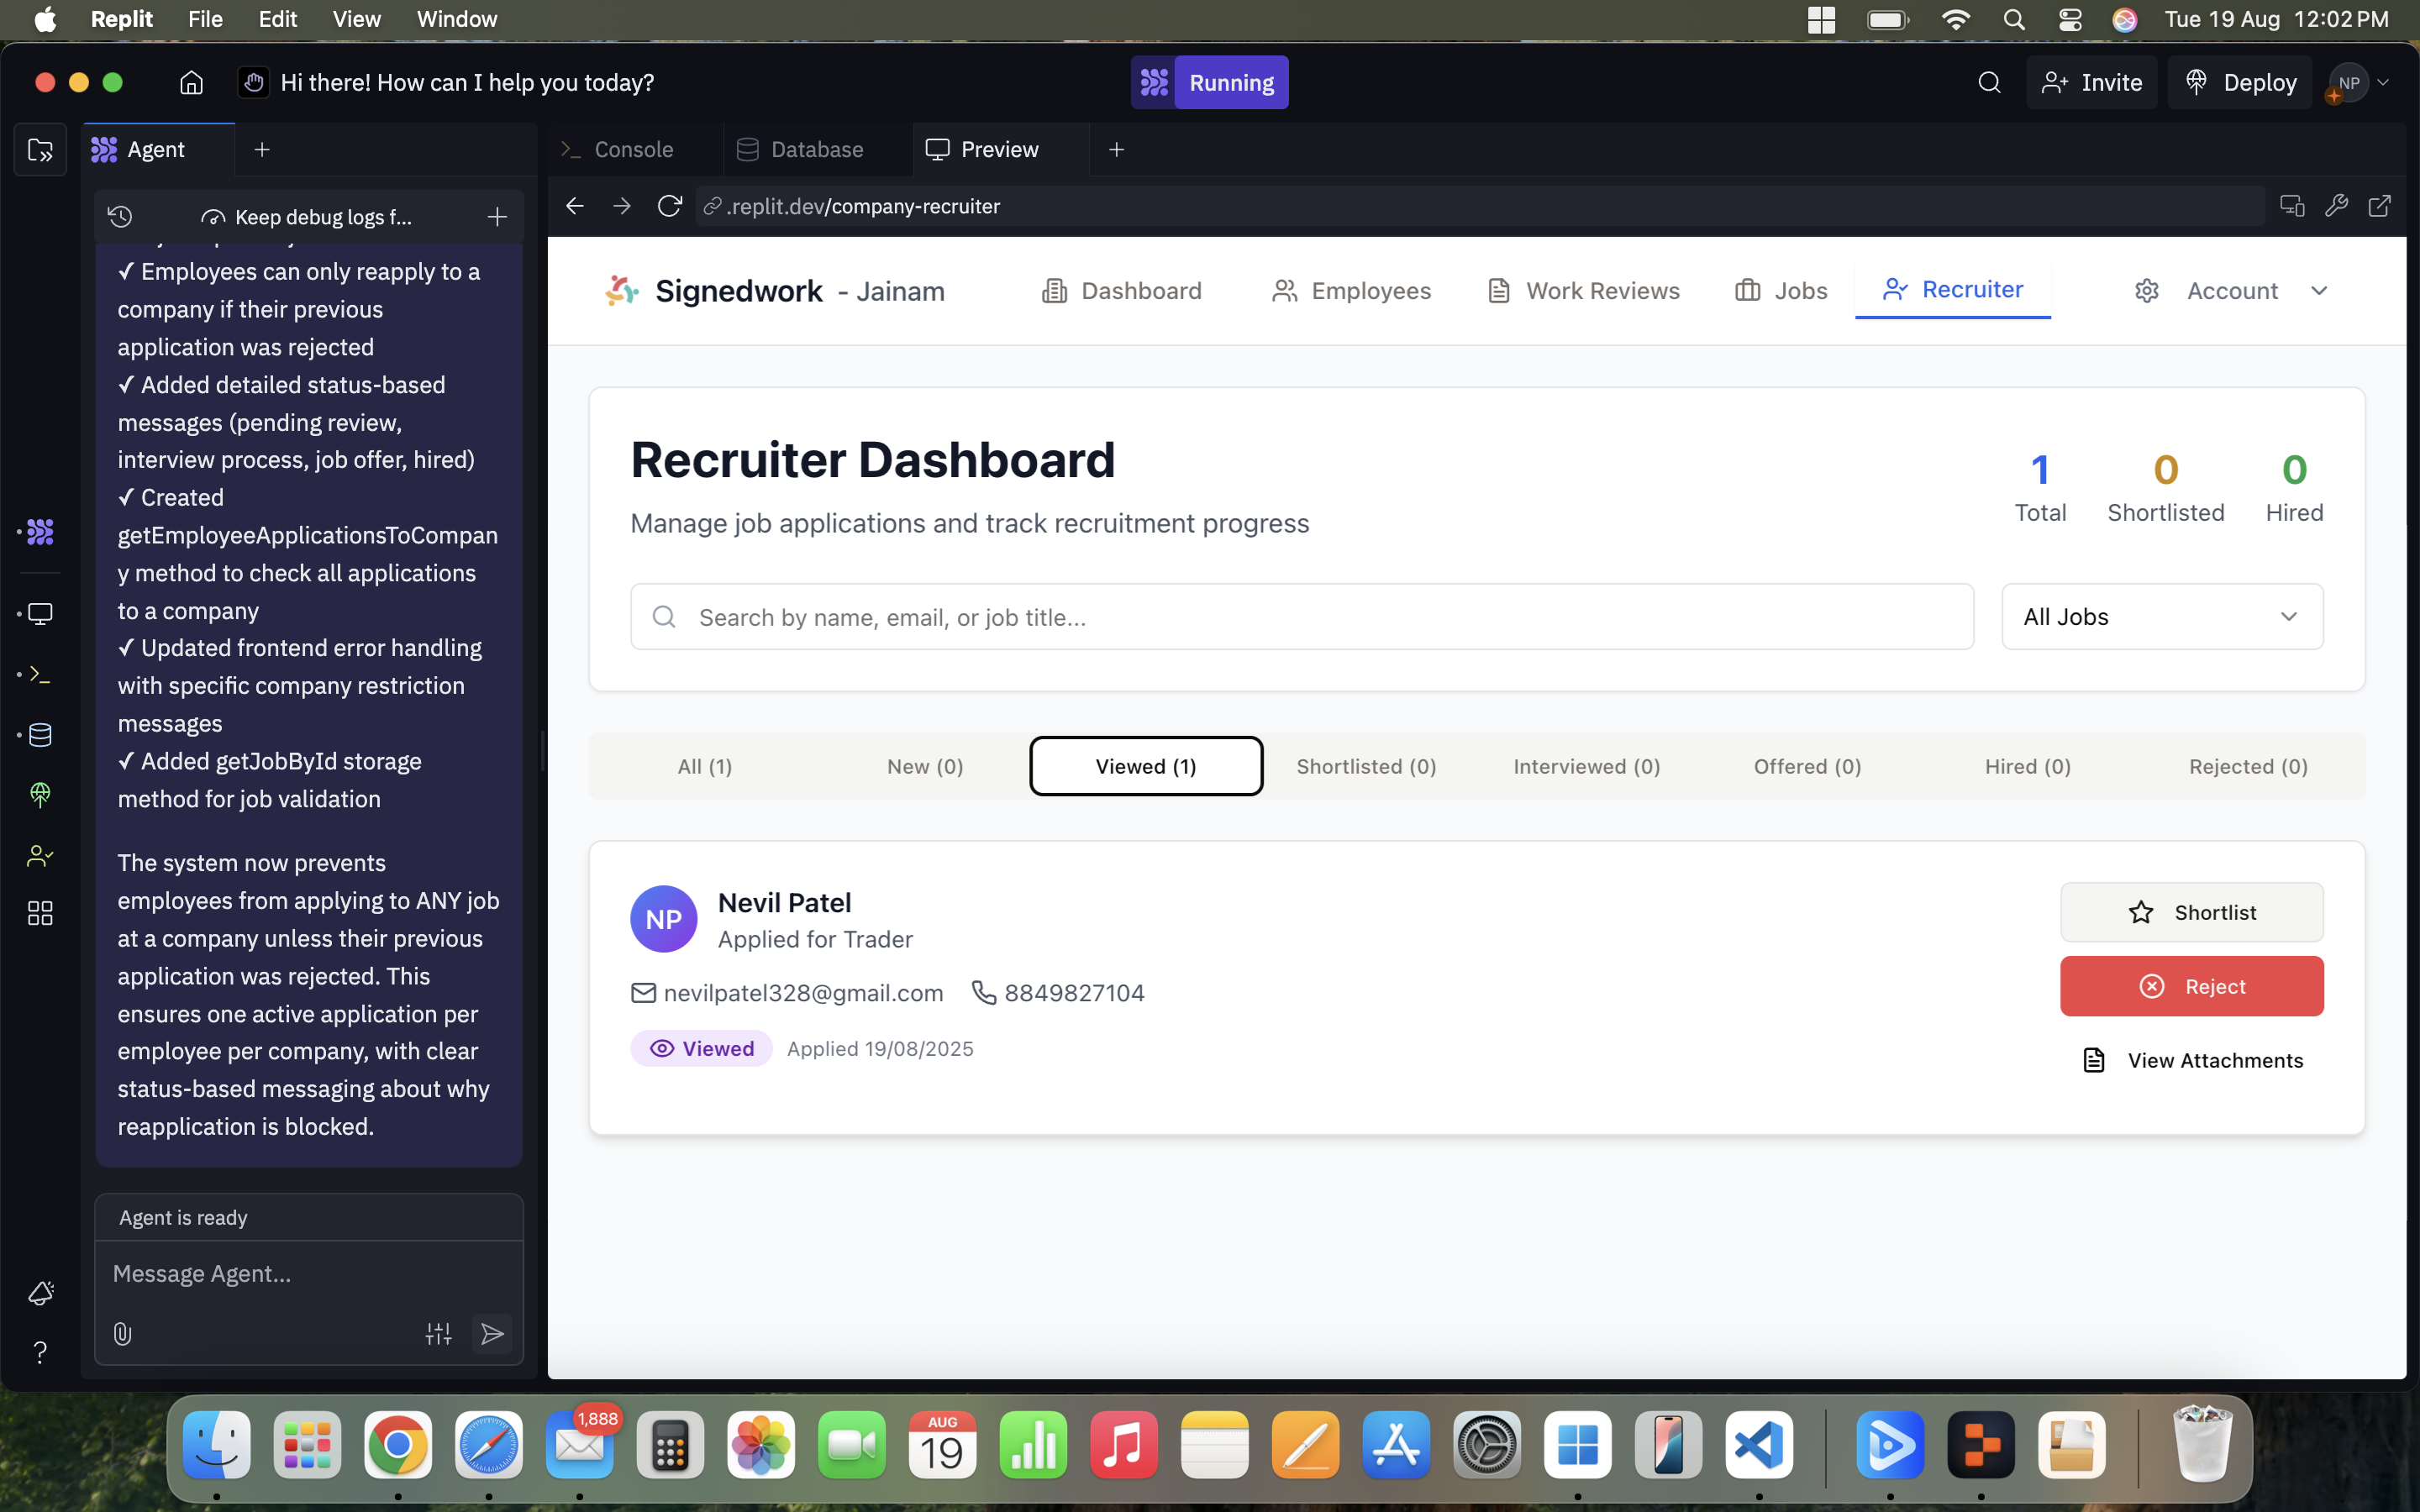 Replit File Edit View Window
Tue 19 Aug 12:02 PM
Hi there! How can I help you today?
Running
Invite
Deploy
NP
Agent
Console
Database
Preview
Keep debug logs f...
.replit.dev/company-recruiter
✓ Employees can only reapply to a
company if their previous
application was rejected
✓ Added detailed status-based
messages (pending review,
interview process, job offer, hired)
✓ Created
getEmployeeApplicationsToCompan
y method to check all applications
to a company
✓ Updated frontend error handling
with specific company restriction
messages
✓ Added getJobById storage
method for job validation
The system now prevents
employees from applying to ANY job
at a company unless their previous
application was rejected. This
ensures one active application per
employee per company, with clear
status-based messaging about why
reapplication is blocked.
Agent is ready
Message Agent...
Signedwork - Jainam
Dashboard
Employees
Work Reviews
Jobs
Recruiter
Account
Recruiter Dashboard
Manage job applications and track recruitment progress
1
Total
0
Shortlisted
0
Hired
Search by name, email, or job title...
All Jobs
All (1)
New (0)
Viewed (1)
Shortlisted (0)
Interviewed (0)
Offered (0)
Hired (0)
Rejected (0)
NP
Nevil Patel
Applied for Trader
nevilpatel328@gmail.com
8849827104
Viewed
Applied 19/08/2025
Shortlist
Reject
View Attachments
1,888
AUG
19